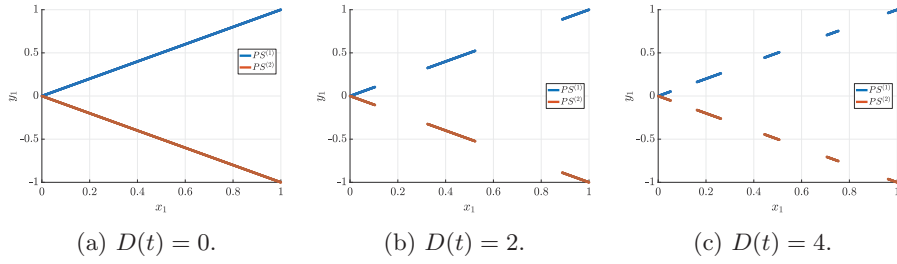 1
0.5
0
-0.5
-1
y₁
PS⁽¹⁾
PS⁽²⁾
0 0.2 0.4 0.6 0.8 1
x₁
(a) D(t) = 0.
1
0.5
0
-0.5
-1
y₁
PS⁽¹⁾
PS⁽²⁾
0 0.2 0.4 0.6 0.8 1
x₁
(b) D(t) = 2.
1
0.5
0
-0.5
-1
y₁
PS⁽¹⁾
PS⁽²⁾
0 0.2 0.4 0.6 0.8 1
x₁
(c) D(t) = 4.